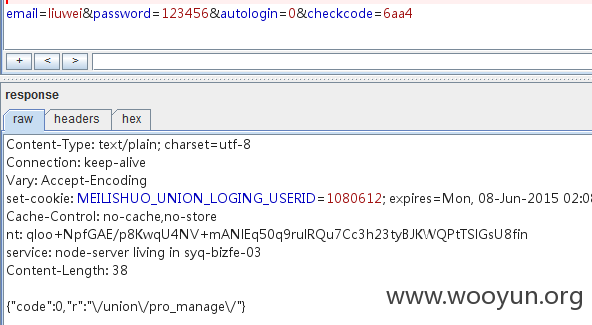 email=liuwei&password=123456&autologin=0&checkcode=6aa4
+ < >
response
raw headers hex
Content-Type: text/plain; charset=utf-8
Connection: keep-alive
Vary: Accept-Encoding
set-cookie: MEILISHUO_UNION_LOGING_USERID=1080612; expires=Mon, 08-Jun-2015 02:08
Cache-Control: no-cache,no-store
nt: qloo+NpfGAE/p8KwqU4NV+mANlEq50q9rulRQu7Cc3h23tyBJKWQPtTSlGsU8fin
service: node-server living in syq-bizfe-03
Content-Length: 38
{"code":0,"r":"\/union\/pro_manage\/"}
www.wooyun.org